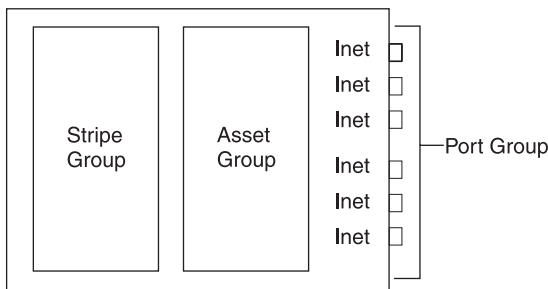 Stripe
Group
Asset
Group
Inet
Inet
Inet
Inet
Inet
Inet
Port Group